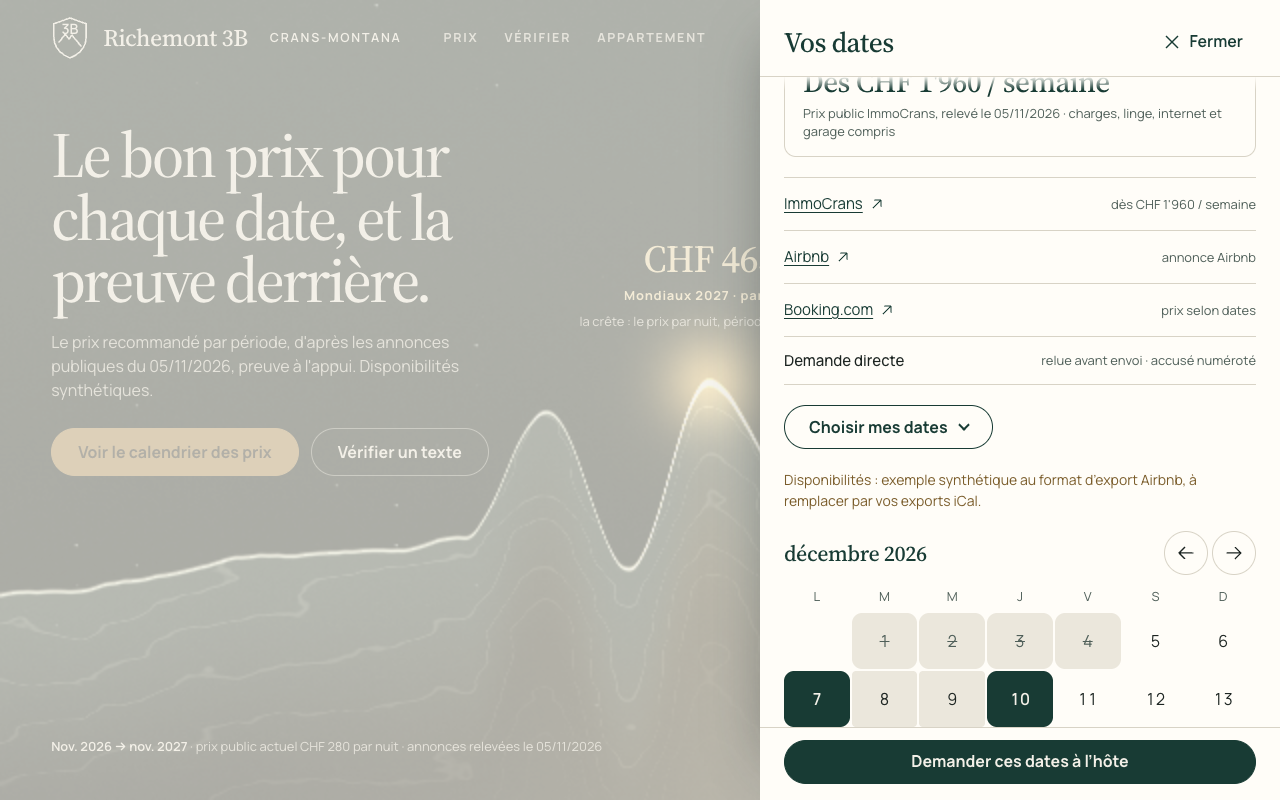 3B
Richemont 3B
CRANS-MONTANA
PRIX
VÉRIFIER
APPARTEMENT
Le bon prix pour
chaque date, et la
preuve derrière.
Le prix recommandé par période, d'après les annonces
publiques du 05/11/2026, preuve à l'appui. Disponibilités
synthétiques.
Voir le calendrier des prix
Vérifier un texte
CHF 46
Mondiaux 2027 · par
la crête : le prix par nuit, périod
Nov. 2026 → nov. 2027 · prix public actuel CHF 280 par nuit · annonces relevées le 05/11/2026
Vos dates
Fermer
Dès CHF 1'960 / semaine
Prix public ImmoCrans, relevé le 05/11/2026 · charges, linge, internet et
garage compris
ImmoCrans
dès CHF 1'960 / semaine
Airbnb
annonce Airbnb
Booking.com
prix selon dates
Demande directe
relue avant envoi · accusé numéroté
Choisir mes dates
Disponibilités : exemple synthétique au format d'export Airbnb, à
remplacer par vos exports iCal.
décembre 2026
L M M J V S D
1 2 3 4 5 6
7 8 9 10 11 12 13
Demander ces dates à l'hôte